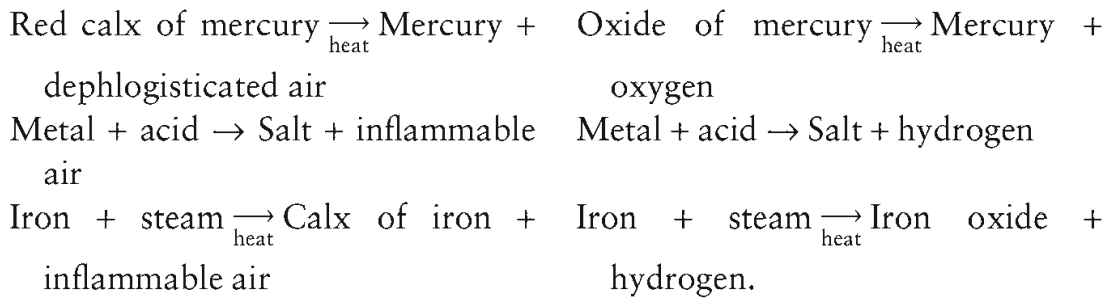 Red calx of mercury ⟶ Mercury +
heat
dephlogisticated air
Metal + acid → Salt + inflammable
air
Iron + steam ⟶ Calx of iron +
heat
inflammable air
Oxide of mercury ⟶ Mercury +
heat
oxygen
Metal + acid → Salt + hydrogen
Iron + steam ⟶ Iron oxide +
heat
hydrogen.